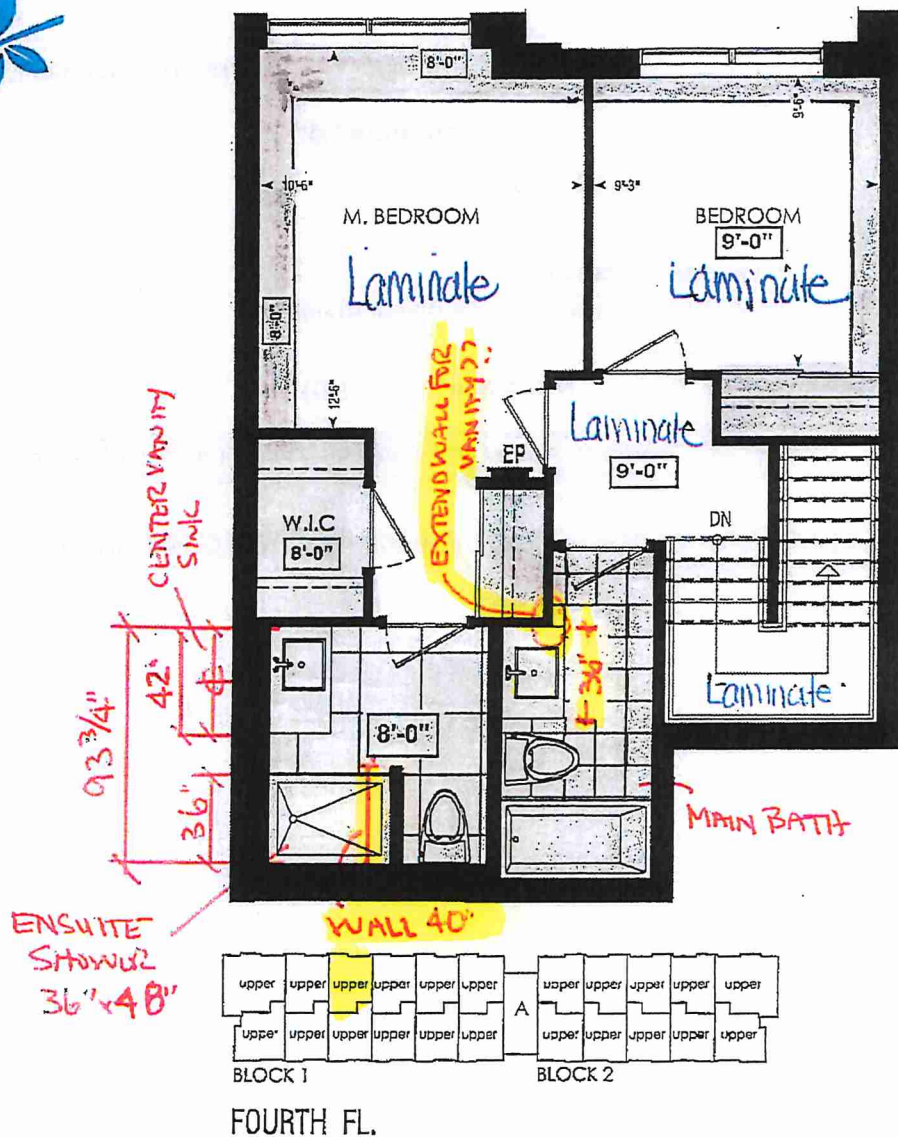 8'-0"
10'-6"
9'-3"
9'-6"
M. BEDROOM
BEDROOM
9'-0"
Laminate
Laminate
8'-0"
12'-6"
EXTEND WALL FOR
VANITY??
Laminate
9'-0"
EP
CENTER VANITY
SINK
W.I.C
8'-0"
DN
42"
36"
Laminate
93 3/4"
8'-0"
36"
MAIN BATH
ENSUITE
SHOWER
36"x48"
WALL 40"
upper upper upper upper upper upper upper upper upper upper upper
A
upper upper upper upper upper upper upper upper upper upper upper
BLOCK 1
BLOCK 2
FOURTH FL.